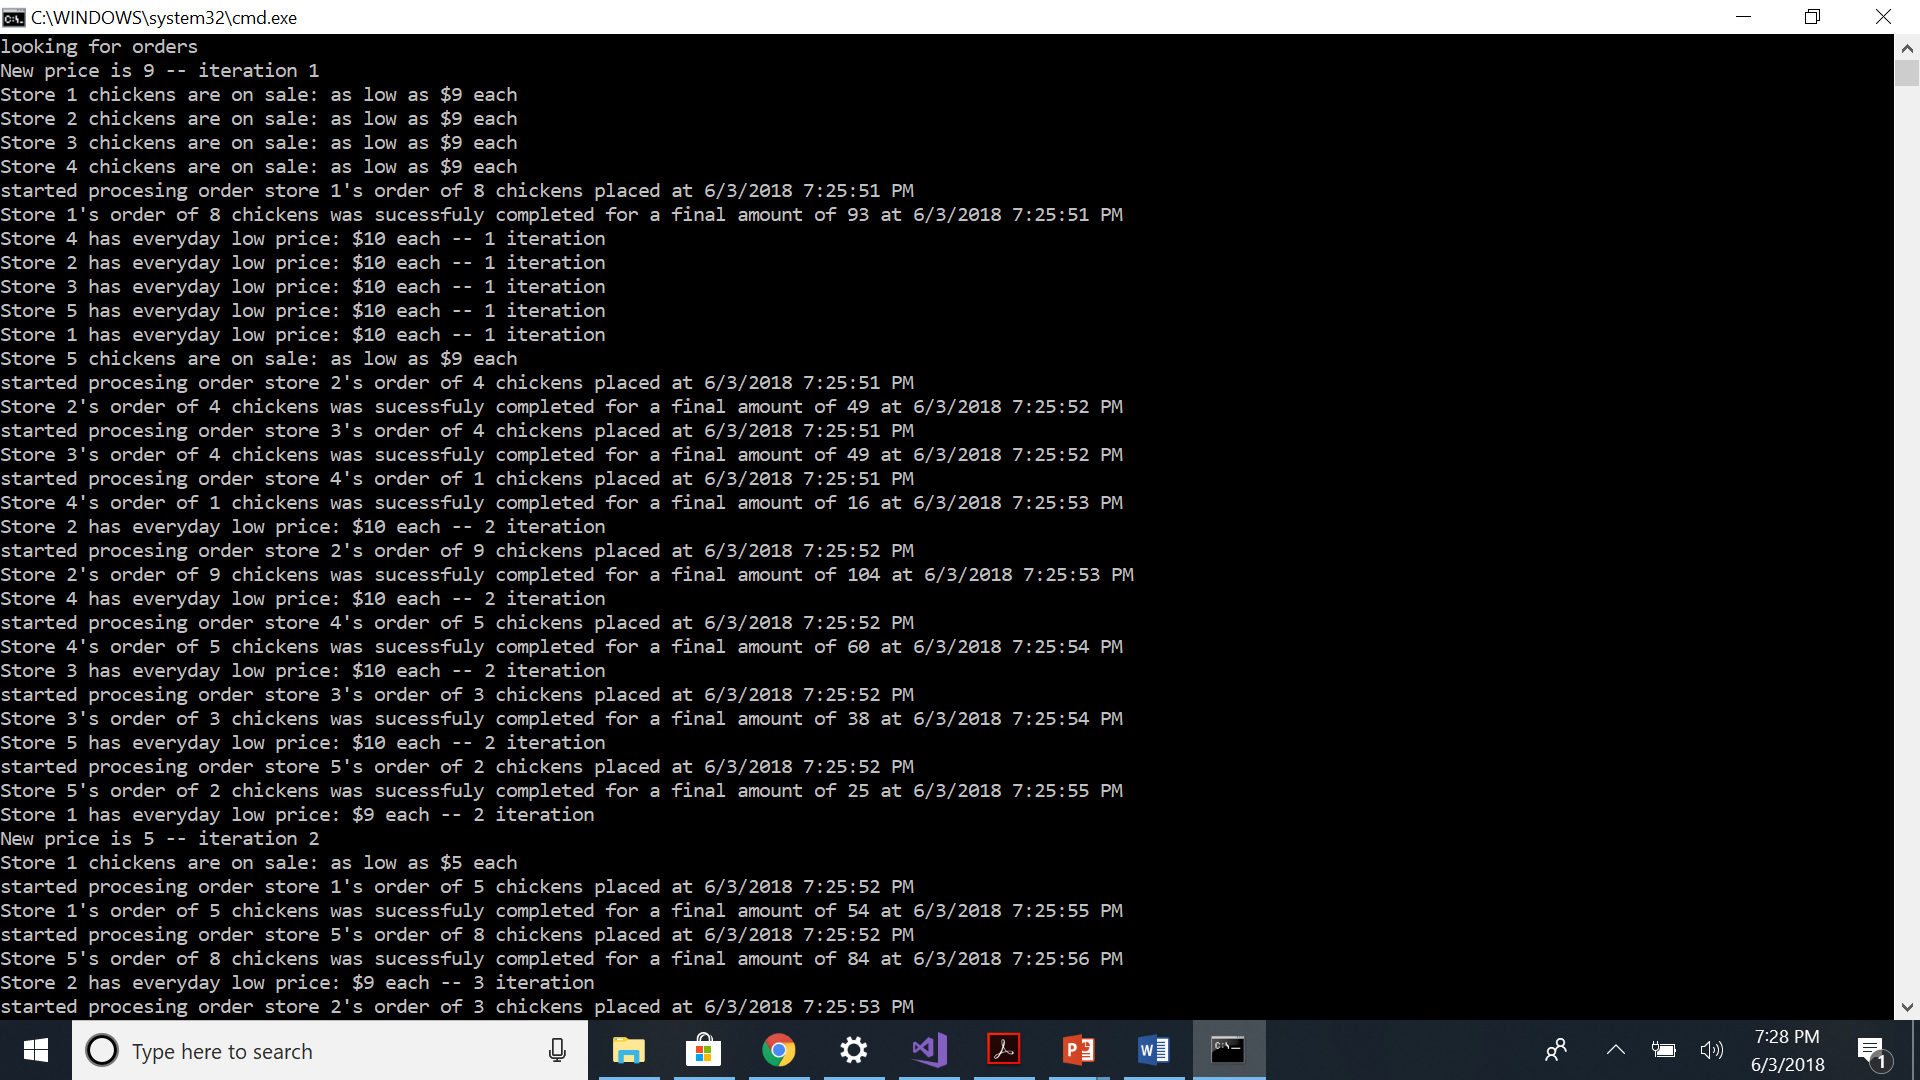 C:\WINDOWS\system32\cmd.exe
looking for orders
New price is 9 -- iteration 1
Store 1 chickens are on sale: as low as $9 each
Store 2 chickens are on sale: as low as $9 each
Store 3 chickens are on sale: as low as $9 each
Store 4 chickens are on sale: as low as $9 each
started procesing order store 1's order of 8 chickens placed at 6/3/2018 7:25:51 PM
Store 1's order of 8 chickens was sucessfuly completed for a final amount of 93 at 6/3/2018 7:25:51 PM
Store 4 has everyday low price: $10 each -- 1 iteration
Store 2 has everyday low price: $10 each -- 1 iteration
Store 3 has everyday low price: $10 each -- 1 iteration
Store 5 has everyday low price: $10 each -- 1 iteration
Store 1 has everyday low price: $10 each -- 1 iteration
Store 5 chickens are on sale: as low as $9 each
started procesing order store 2's order of 4 chickens placed at 6/3/2018 7:25:51 PM
Store 2's order of 4 chickens was sucessfuly completed for a final amount of 49 at 6/3/2018 7:25:52 PM
started procesing order store 3's order of 4 chickens placed at 6/3/2018 7:25:51 PM
Store 3's order of 4 chickens was sucessfuly completed for a final amount of 49 at 6/3/2018 7:25:52 PM
started procesing order store 4's order of 1 chickens placed at 6/3/2018 7:25:51 PM
Store 4's order of 1 chickens was sucessfuly completed for a final amount of 16 at 6/3/2018 7:25:53 PM
Store 2 has everyday low price: $10 each -- 2 iteration
started procesing order store 2's order of 9 chickens placed at 6/3/2018 7:25:52 PM
Store 2's order of 9 chickens was sucessfuly completed for a final amount of 104 at 6/3/2018 7:25:53 PM
Store 4 has everyday low price: $10 each -- 2 iteration
started procesing order store 4's order of 5 chickens placed at 6/3/2018 7:25:52 PM
Store 4's order of 5 chickens was sucessfuly completed for a final amount of 60 at 6/3/2018 7:25:54 PM
Store 3 has everyday low price: $10 each -- 2 iteration
started procesing order store 3's order of 3 chickens placed at 6/3/2018 7:25:52 PM
Store 3's order of 3 chickens was sucessfuly completed for a final amount of 38 at 6/3/2018 7:25:54 PM
Store 5 has everyday low price: $10 each -- 2 iteration
started procesing order store 5's order of 2 chickens placed at 6/3/2018 7:25:52 PM
Store 5's order of 2 chickens was sucessfuly completed for a final amount of 25 at 6/3/2018 7:25:55 PM
Store 1 has everyday low price: $9 each -- 2 iteration
New price is 5 -- iteration 2
Store 1 chickens are on sale: as low as $5 each
started procesing order store 1's order of 5 chickens placed at 6/3/2018 7:25:52 PM
Store 1's order of 5 chickens was sucessfuly completed for a final amount of 54 at 6/3/2018 7:25:55 PM
started procesing order store 5's order of 8 chickens placed at 6/3/2018 7:25:52 PM
Store 5's order of 8 chickens was sucessfuly completed for a final amount of 84 at 6/3/2018 7:25:56 PM
Store 2 has everyday low price: $9 each -- 3 iteration
started procesing order store 2's order of 3 chickens placed at 6/3/2018 7:25:53 PM
Type here to search
7:28 PM
6/3/2018
1